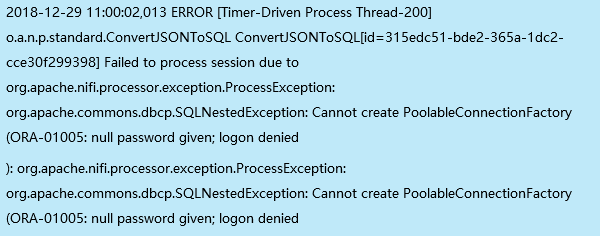 2018-12-29 11:00:02,013 ERROR [Timer-Driven Process Thread-200]
o.a.n.p.standard.ConvertJSONToSQL ConvertJSONToSQL[id=315edc51-bde2-365a-1dc2-
cce30f299398] Failed to process session due to
org.apache.nifi.processor.exception.ProcessException:
org.apache.commons.dbcp.SQLNestedException: Cannot create PoolableConnectionFactory
(ORA-01005: null password given; logon denied
): org.apache.nifi.processor.exception.ProcessException:
org.apache.commons.dbcp.SQLNestedException: Cannot create PoolableConnectionFactory
(ORA-01005: null password given; logon denied